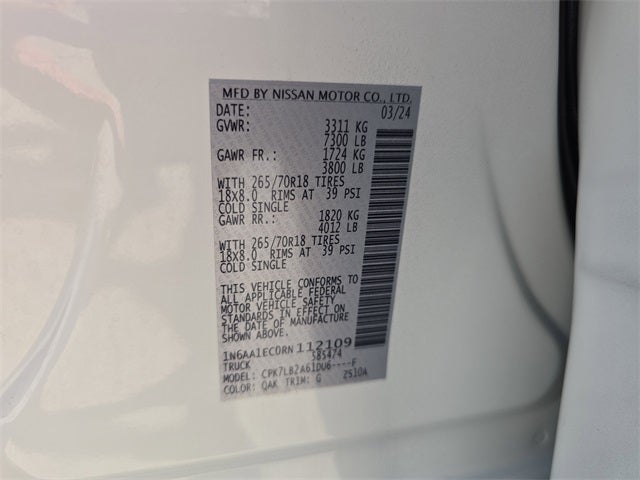 MFD BY NISSAN MOTOR CO., LTD.
DATE: 03/24
GVWR: 3311 KG
7300 LB
GAWR FR.: 1724 KG
3800 LB
WITH 265/70R18 TIRES
18X8.0 RIMS AT 39 PSI
COLD SINGLE
GAWR RR.: 1820 KG
4012 LB
WITH 265/70R18 TIRES
18X8.0 RIMS AT 39 PSI
COLD SINGLE
THIS VEHICLE CONFORMS TO
ALL APPLICABLE FEDERAL
MOTOR VEHICLE SAFETY
STANDARDS IN EFFECT ON
THE DATE OF MANUFACTURE
SHOWN ABOVE.
1N6AA1EC0RN112109
TRUCK 585474
MODEL: CPK7LB2A61DU6----F
COLOR: QAK TRIM: G 2510A